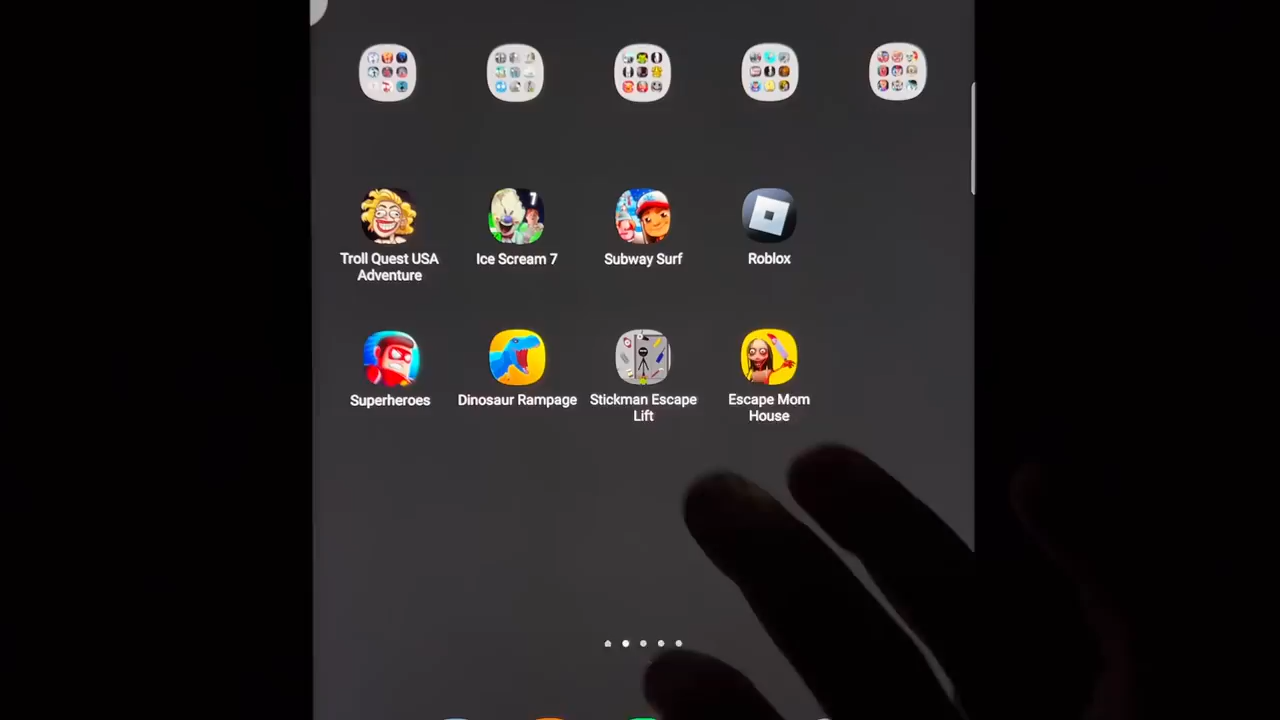 7
Troll Quest USA
Adventure
Ice Scream 7
Subway Surf
Roblox
Superheroes
Dinosaur Rampage
Stickman Escape
Lift
Escape Mom
House